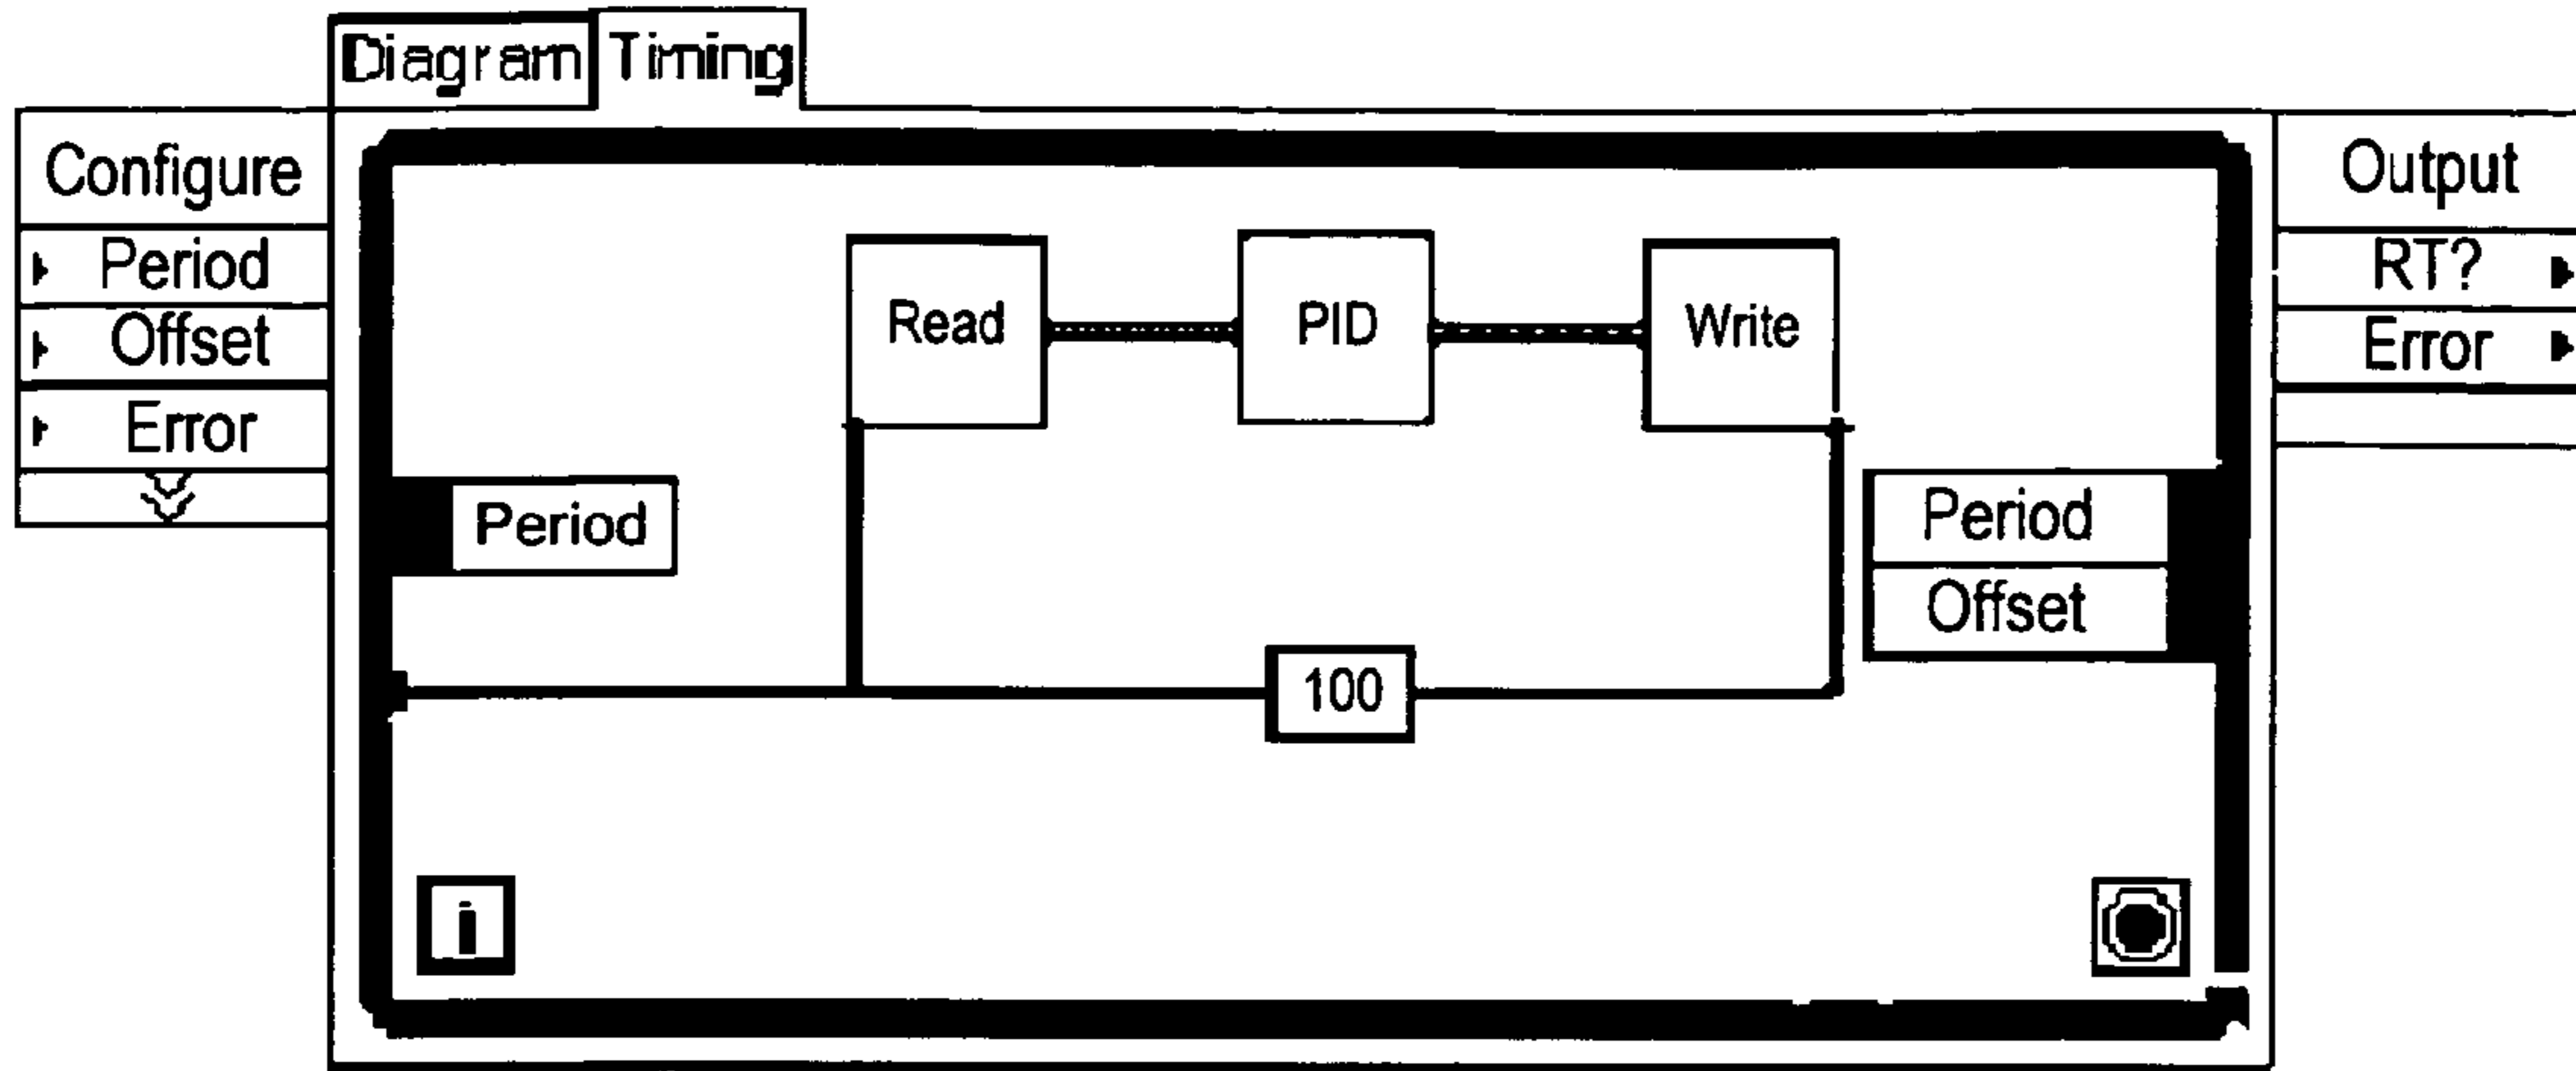 Diagram Timing
Configure
Period
Offset
Error
Period
Read
PID
Write
100
i
Period
Offset
Output
RT?
Error